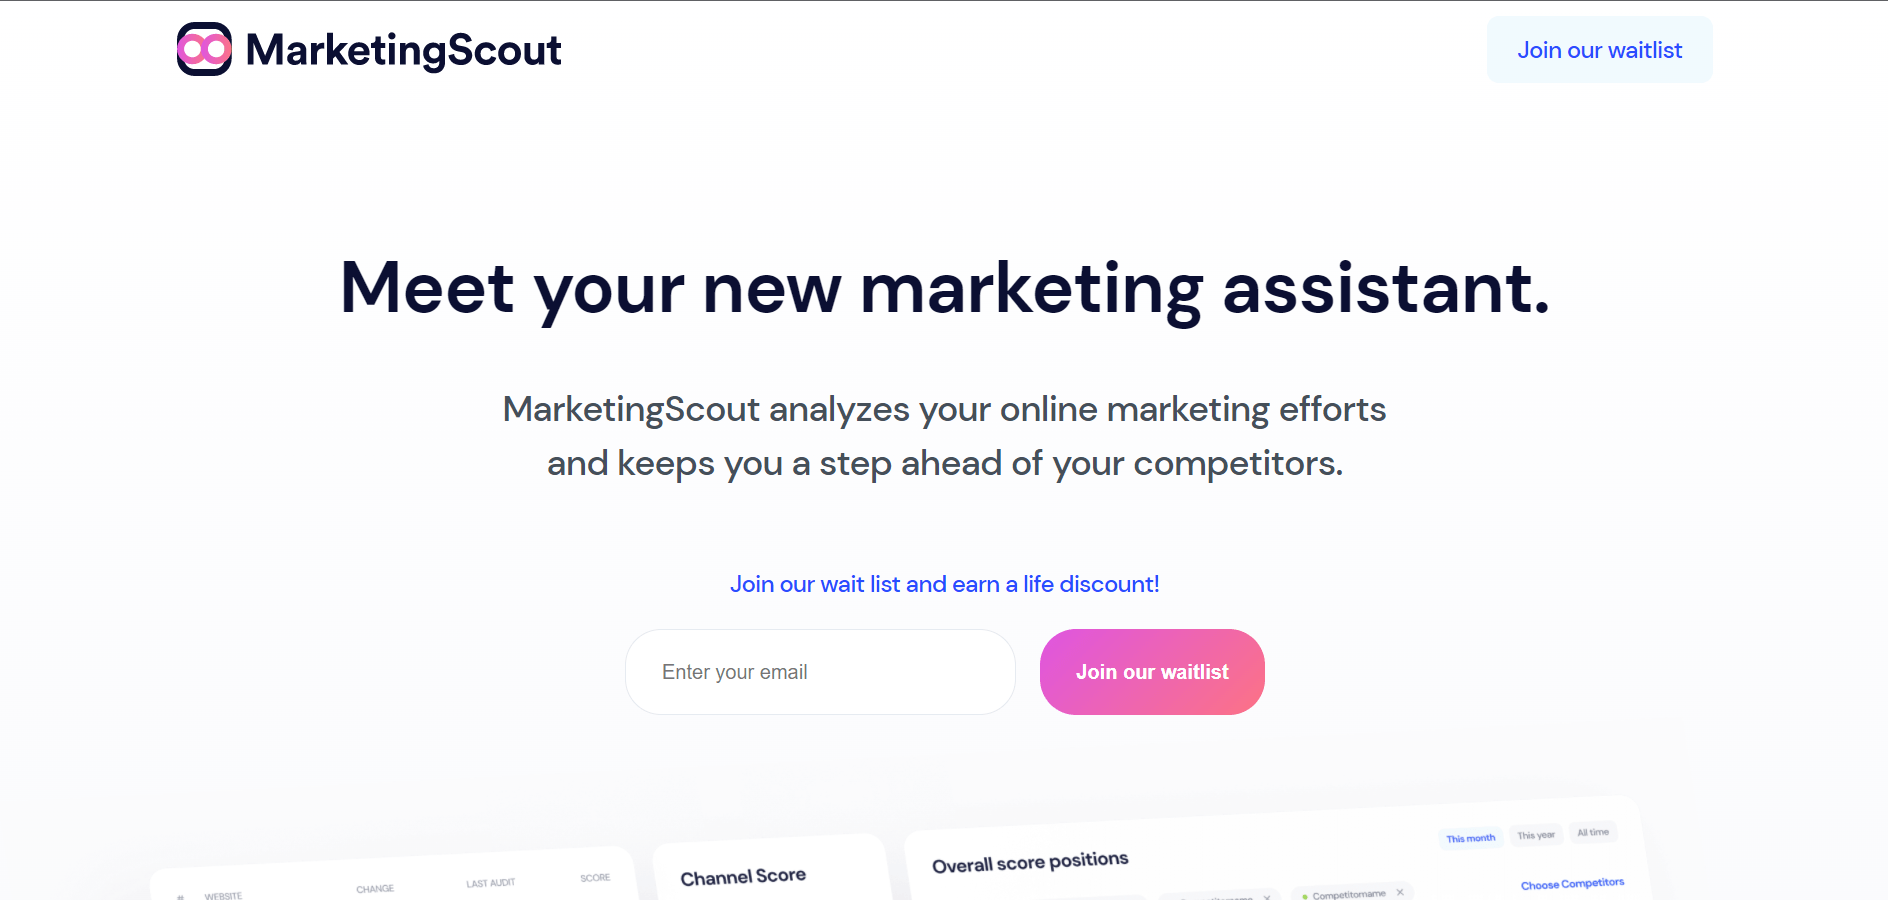 MarketingScout
Join our waitlist
Meet your new marketing assistant.
MarketingScout analyzes your online marketing efforts
and keeps you a step ahead of your competitors.
Join our wait list and earn a life discount!
Enter your email
Join our waitlist
# WEBSITE CHANGE LAST AUDIT SCORE
Channel Score
Overall score positions
This month This year All time
Choose Competitors
Competitorname ×